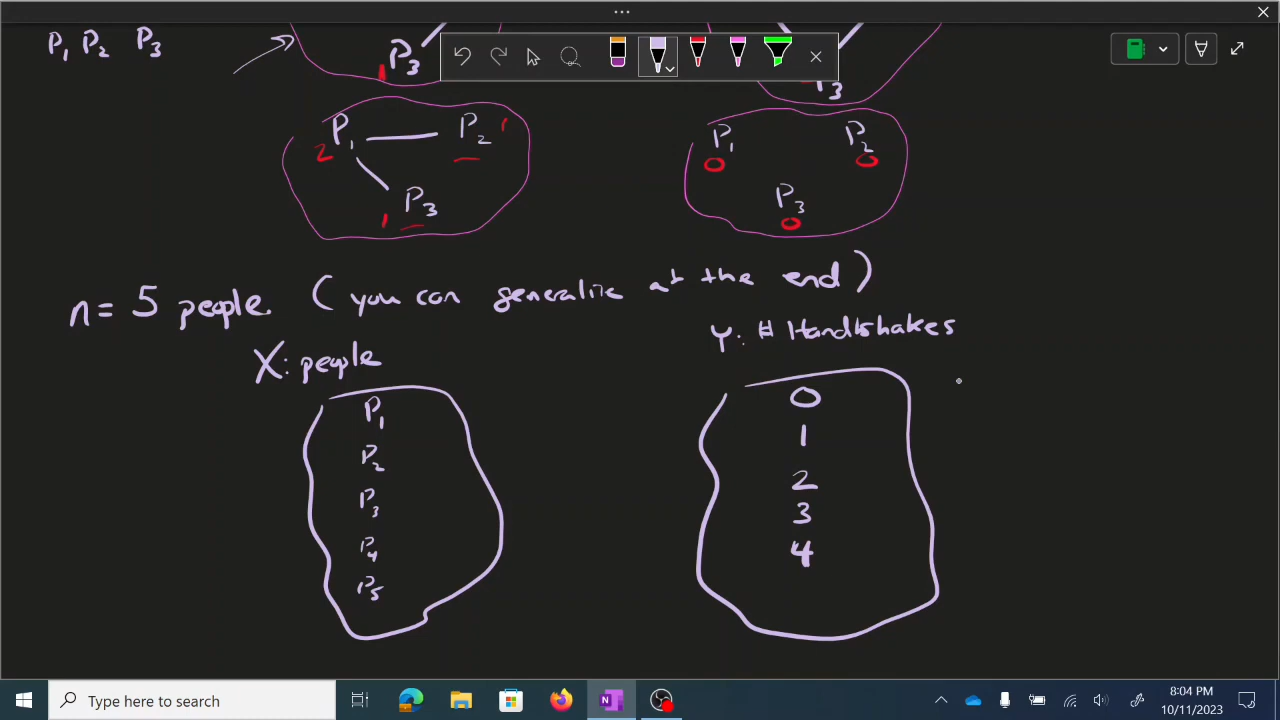 P1 P2 P3
P3
1
P3
P1 P2 1
2
P3
1
P1 P2
0 0
P3
0
n = 5 people. (you can generalize at the end)
X: people
Y: # Handshakes
P1
P2
P3
P4
P5
0
1
2
3
4
Type here to search
8:04 PM
10/11/2023